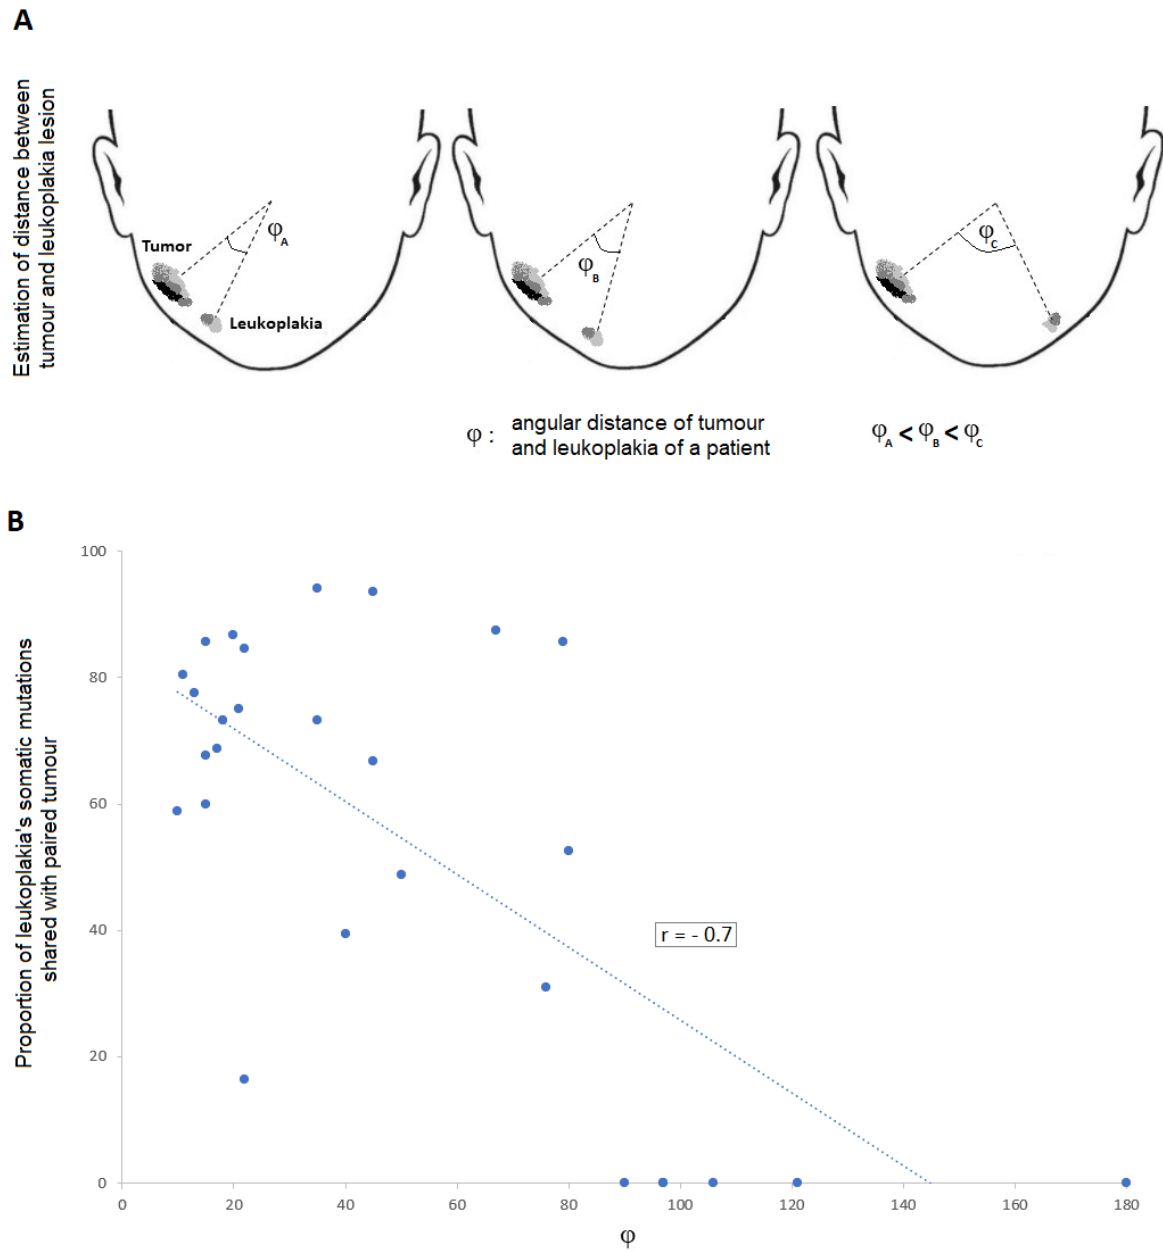 A
Estimation of distance between
tumour and leukoplakia lesion
Tumor
Leukoplakia
φA
φB
φC
φ : angular distance of tumour
and leukoplakia of a patient
φA < φB < φC
B
Proportion of leukoplakia's somatic mutations
shared with paired tumour
100
80
60
40
20
0
r = - 0.7
0 20 40 60 80 100 120 140 160 180
φ